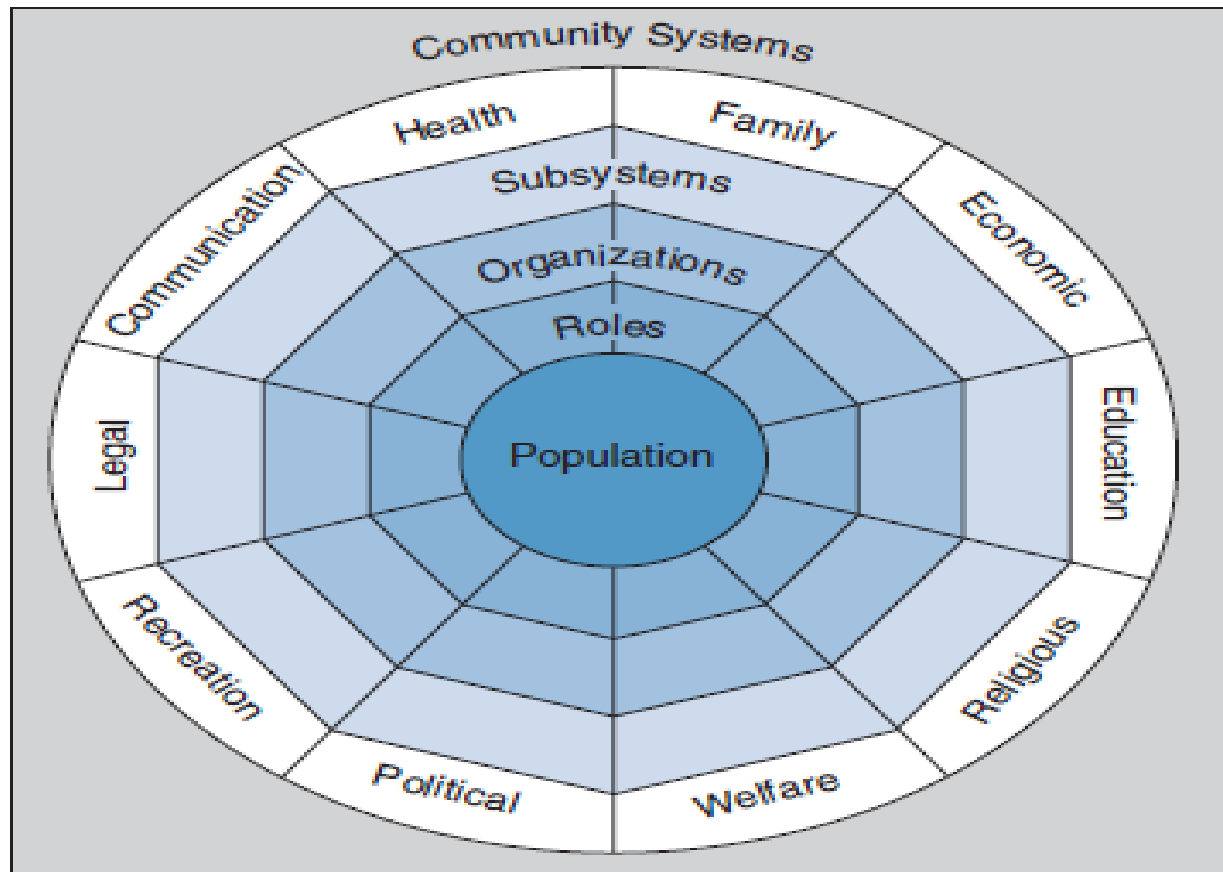 Community Systems
Health
Family
Communication
Subsystems
Economic
Organizations
Roles
Legal
Population
Education
Recreation
Religious
Political
Welfare